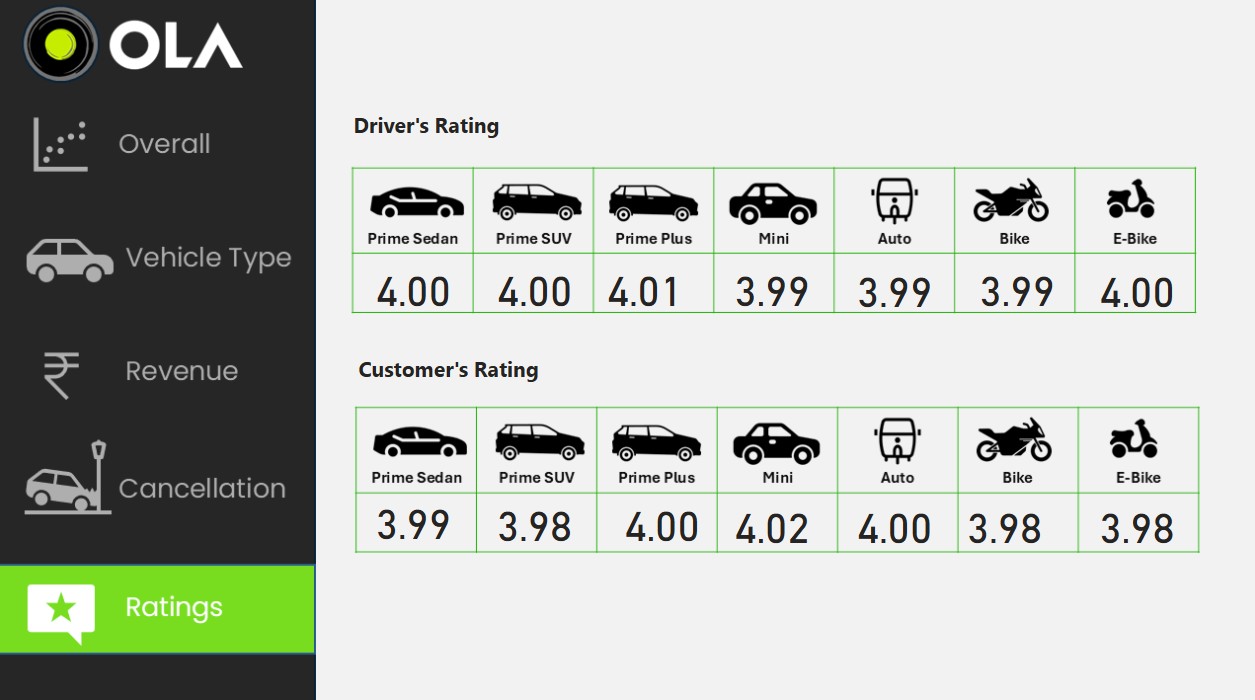 OLA
Overall
Vehicle Type
Revenue
Cancellation
Ratings
Driver's Rating
Prime Sedan Prime SUV Prime Plus Mini Auto Bike E-Bike
4.00 4.00 4.01 3.99 3.99 3.99 4.00
Customer's Rating
Prime Sedan Prime SUV Prime Plus Mini Auto Bike E-Bike
3.99 3.98 4.00 4.02 4.00 3.98 3.98